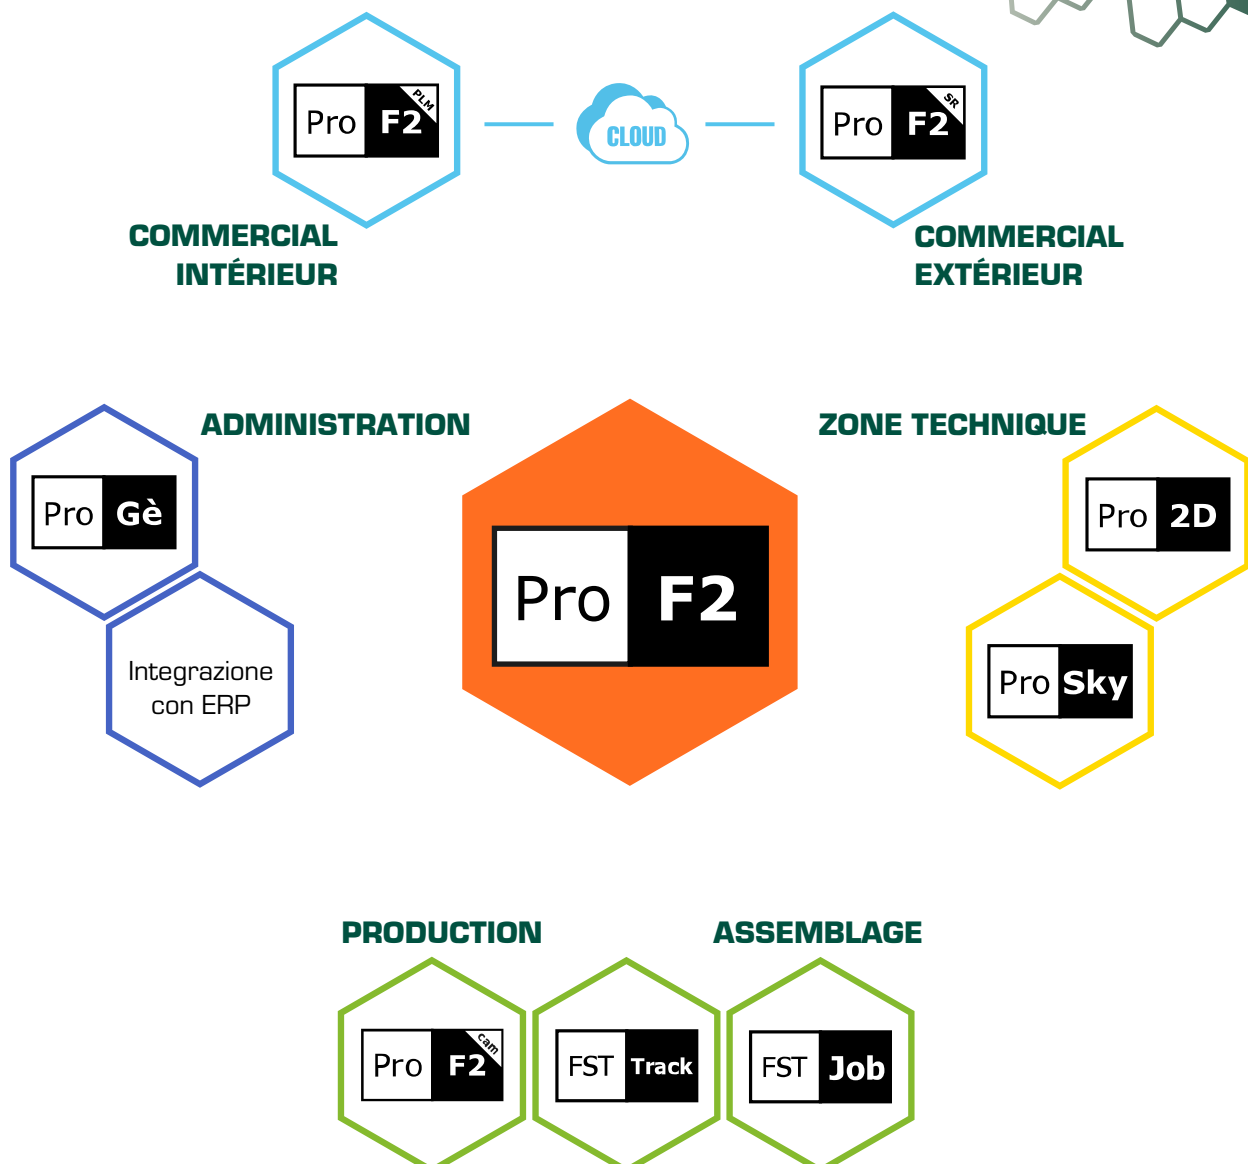 Pro F2 PLM
CLOUD
Pro F2 SR
COMMERCIAL
INTÉRIEUR
COMMERCIAL
EXTÉRIEUR
ADMINISTRATION
ZONE TECHNIQUE
Pro Gè
Integrazione
con ERP
Pro F2
Pro 2D
Pro Sky
PRODUCTION
ASSEMBLAGE
Pro F2 cam
FST Track
FST Job